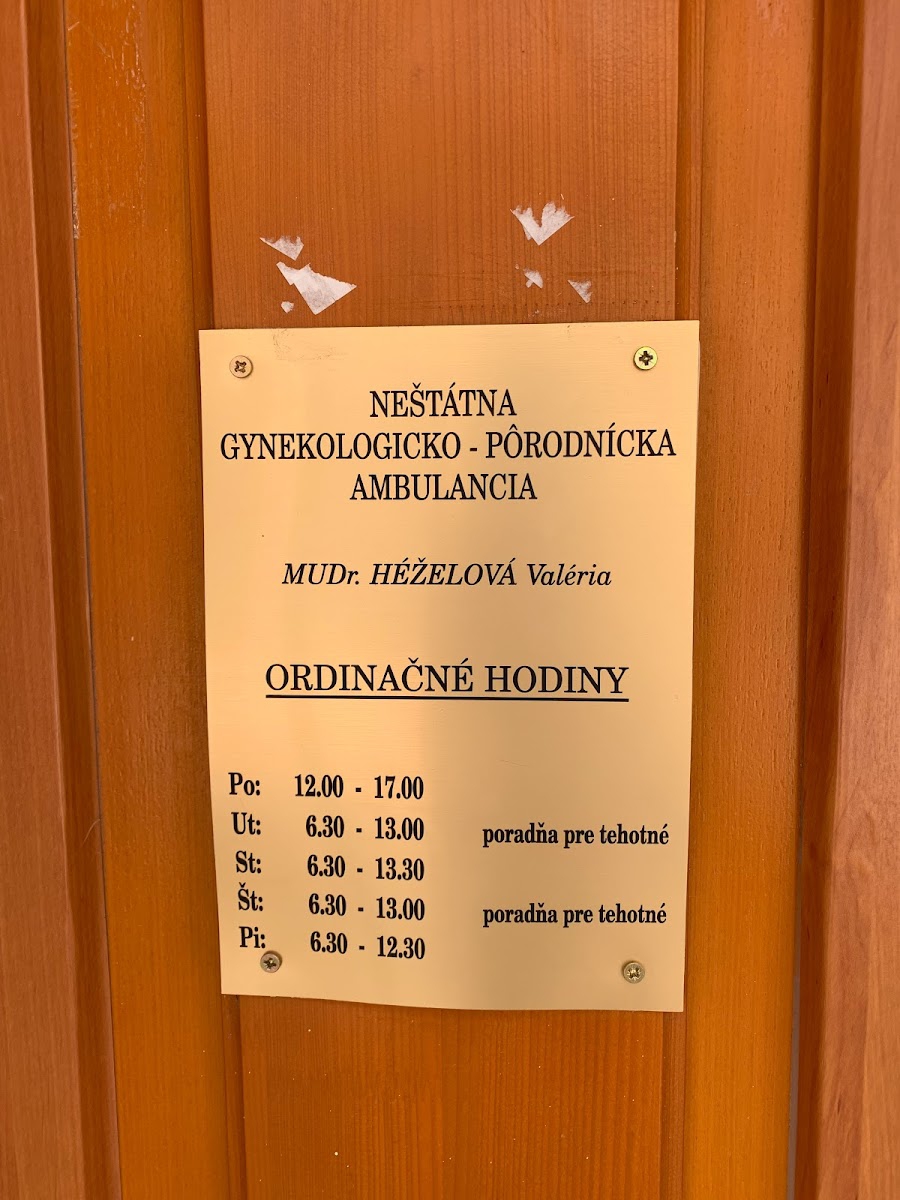 NEŠTÁTNA
GYNEKOLOGICKO - PÔRODNÍCKA
AMBULANCIA
MUDr. HÉŽELOVÁ Valéria
ORDINAČNÉ HODINY
Po: 12.00 - 17.00
Ut: 6.30 - 13.00 poradňa pre tehotné
St: 6.30 - 13.30
Št: 6.30 - 13.00 poradňa pre tehotné
Pi: 6.30 - 12.30